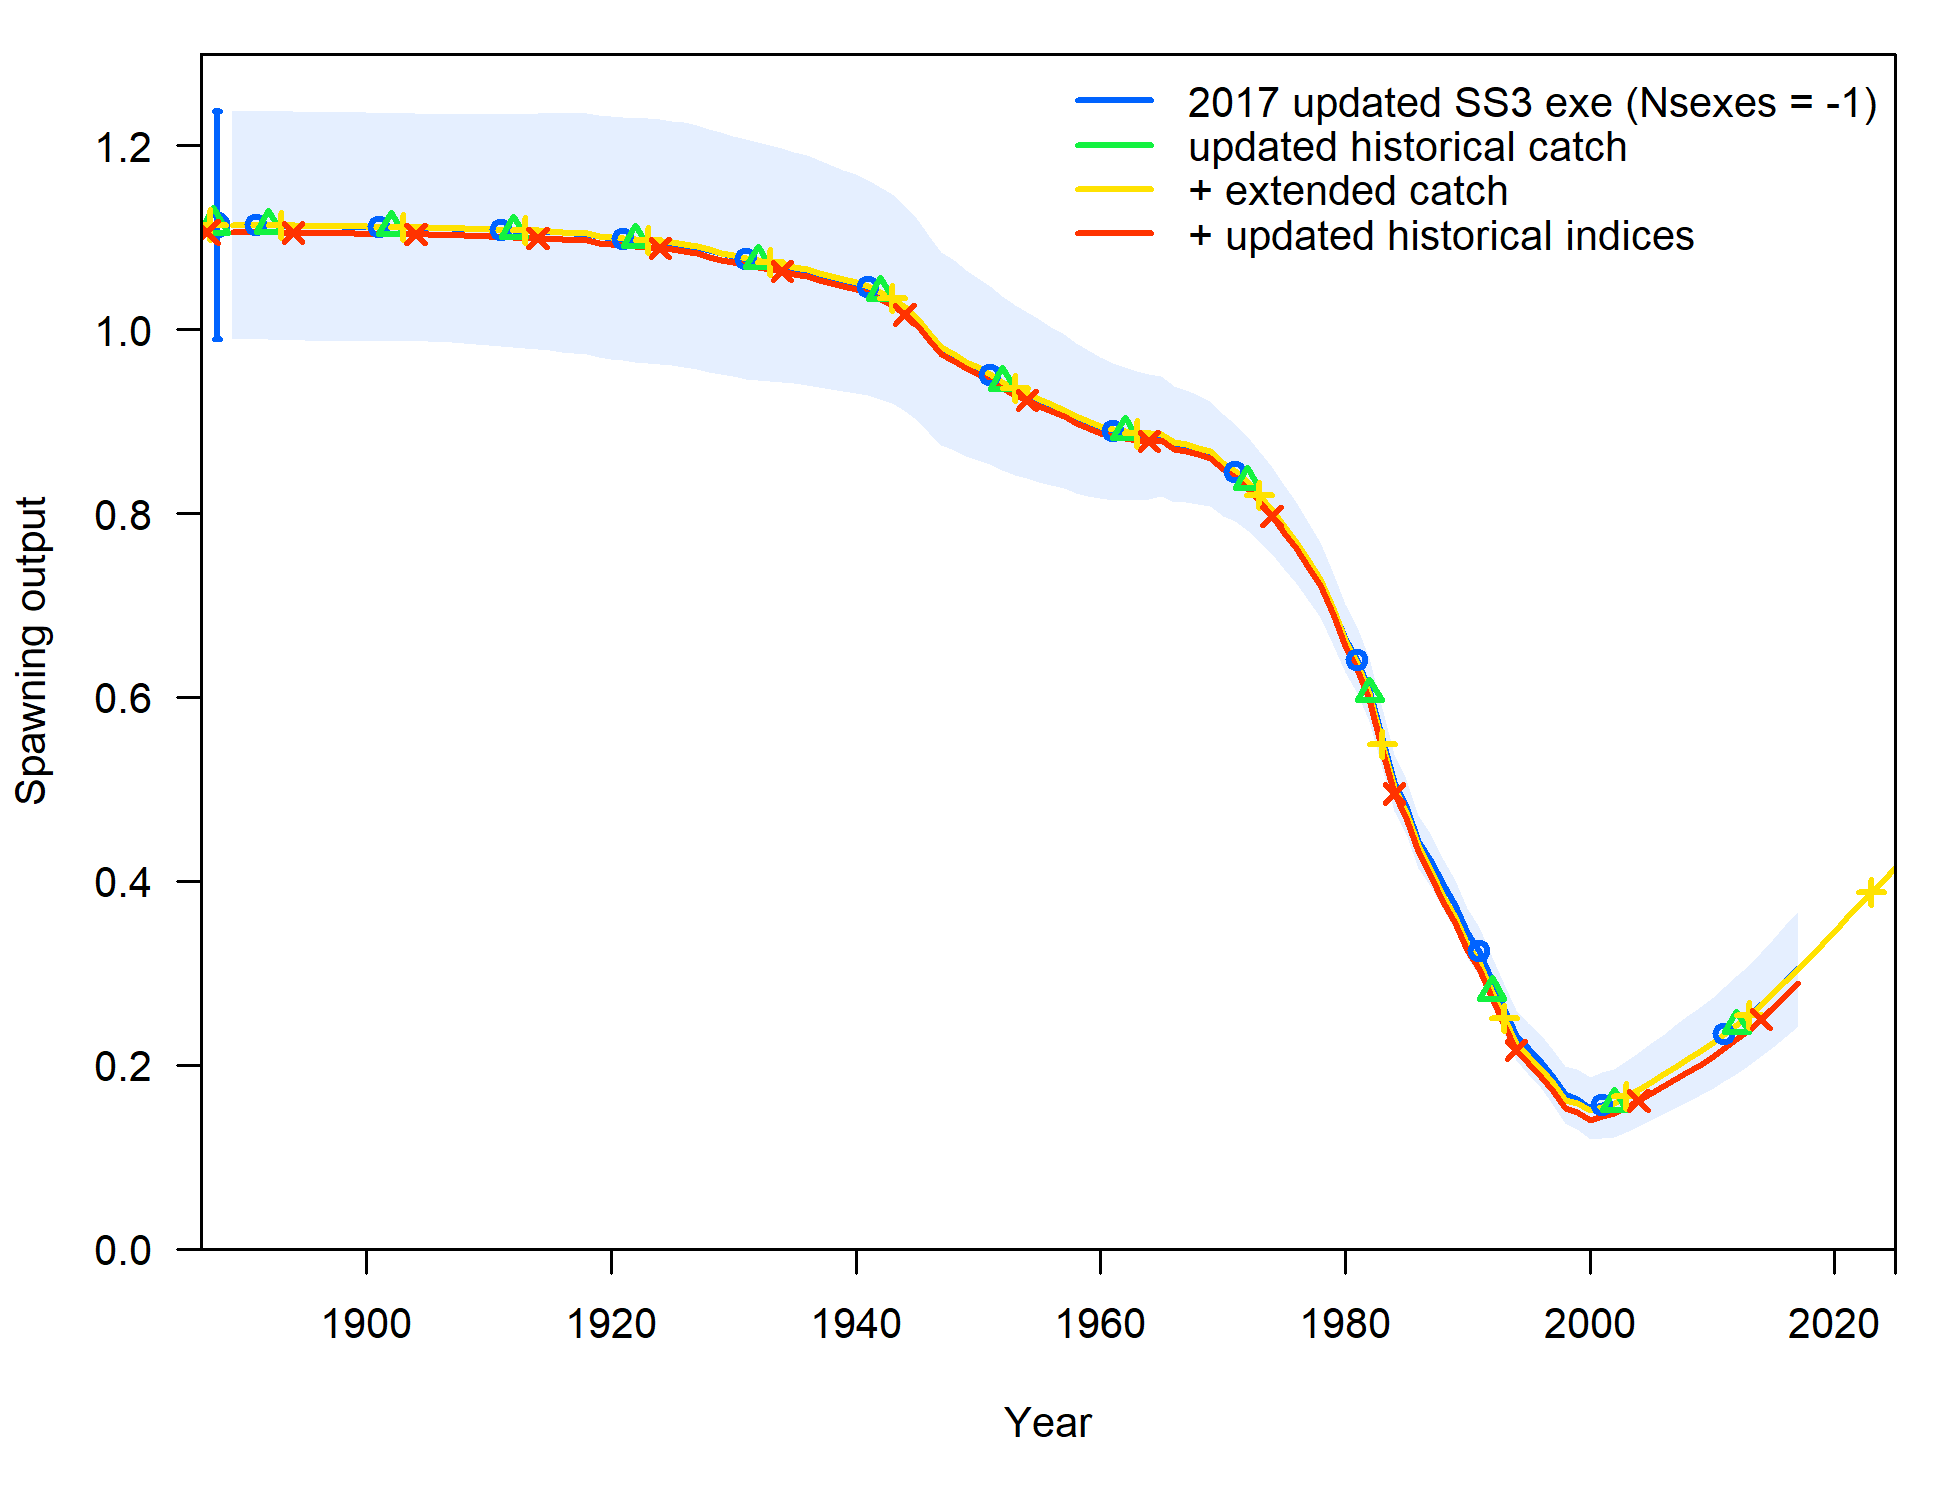 2017 updated SS3 exe (Nsexes = -1)
updated historical catch
+ extended catch
+ updated historical indices
1.2
1.0
0.8
0.6
0.4
0.2
0.0
Spawning output
1900 1920 1940 1960 1980 2000 2020
Year